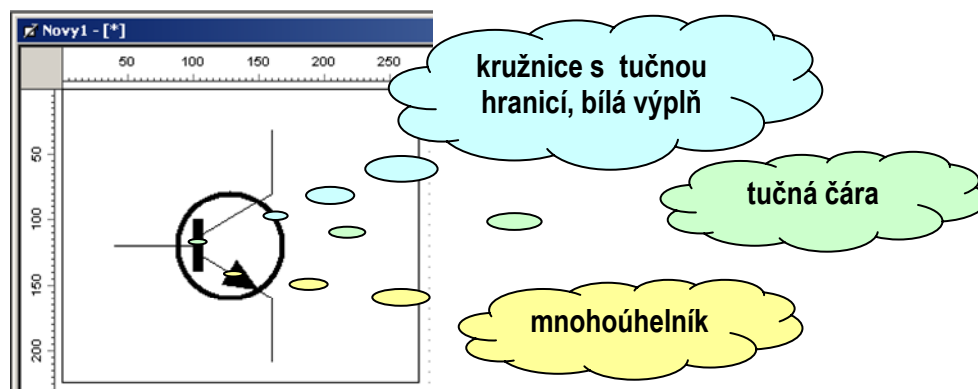 Novy1 - [*]
50 100 150 200 250
50
100
150
200
kružnice s tučnou
hranicí, bílá výplň
tučná čára
mnohoúhelník